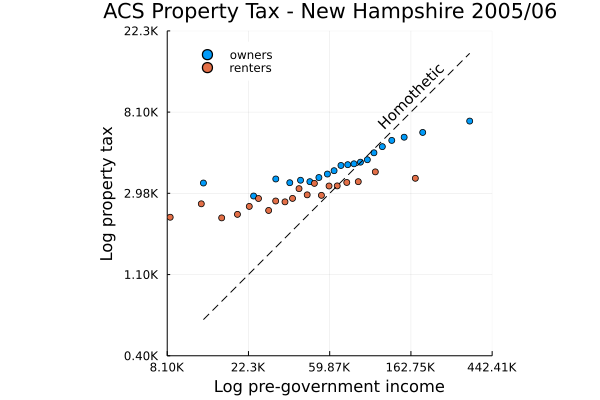 ACS Property Tax - New Hampshire 2005/06
22.3K
owners
renters
Homothetic
8.10K
Log property tax
2.98K
1.10K
0.40K
8.10K 22.3K 59.87K 162.75K 442.41K
Log pre-government income